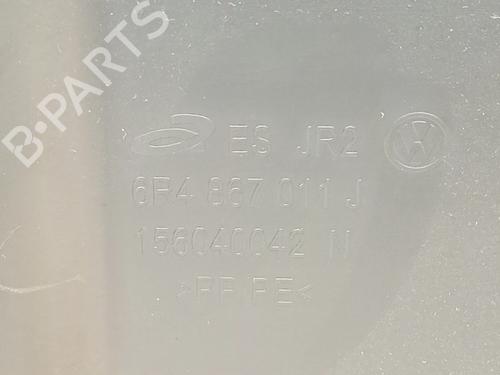 B-PARTS
ES JR2
6R4 867 011 J
156040042 N
>PP PE<